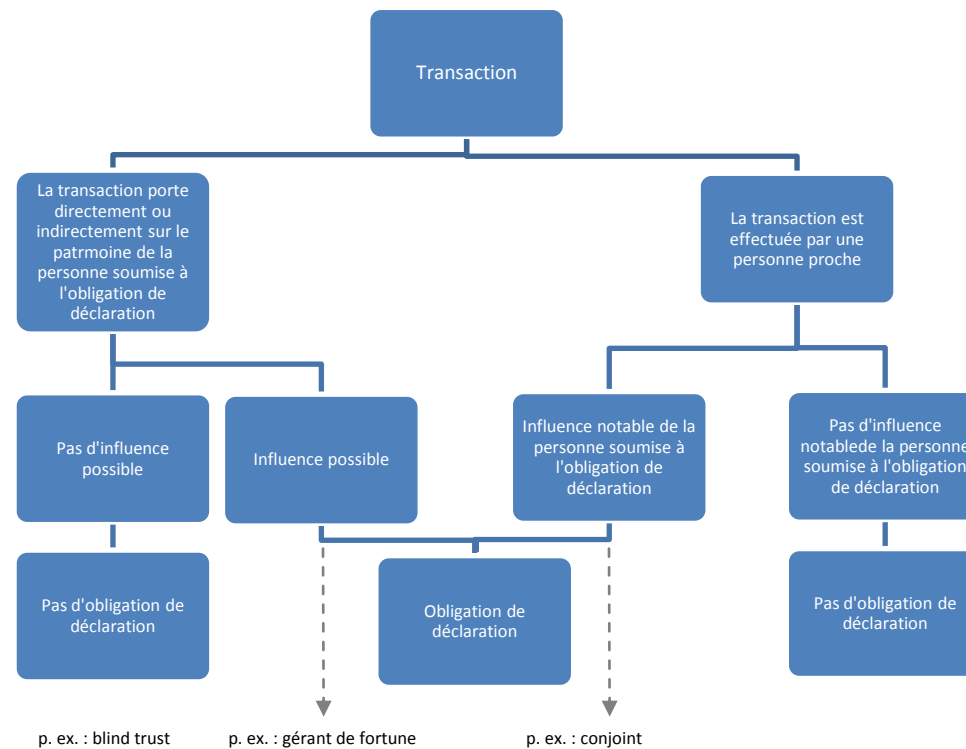 Transaction
La transaction porte
directement ou
indirectement sur le
patrmoine de la
personne soumise à
l'obligation de
déclaration
La transaction est
effectuée par une
personne proche
Pas d'influence
possible
Influence possible
Influence notable de la
personne soumise à
l'obligation de
déclaration
Pas d'influence
notablede la personne
soumise à l'obligation
de déclaration
Pas d'obligation de
déclaration
Obligation de
déclaration
Pas d'obligation de
déclaration
p. ex. : blind trust
p. ex. : gérant de fortune
p. ex. : conjoint